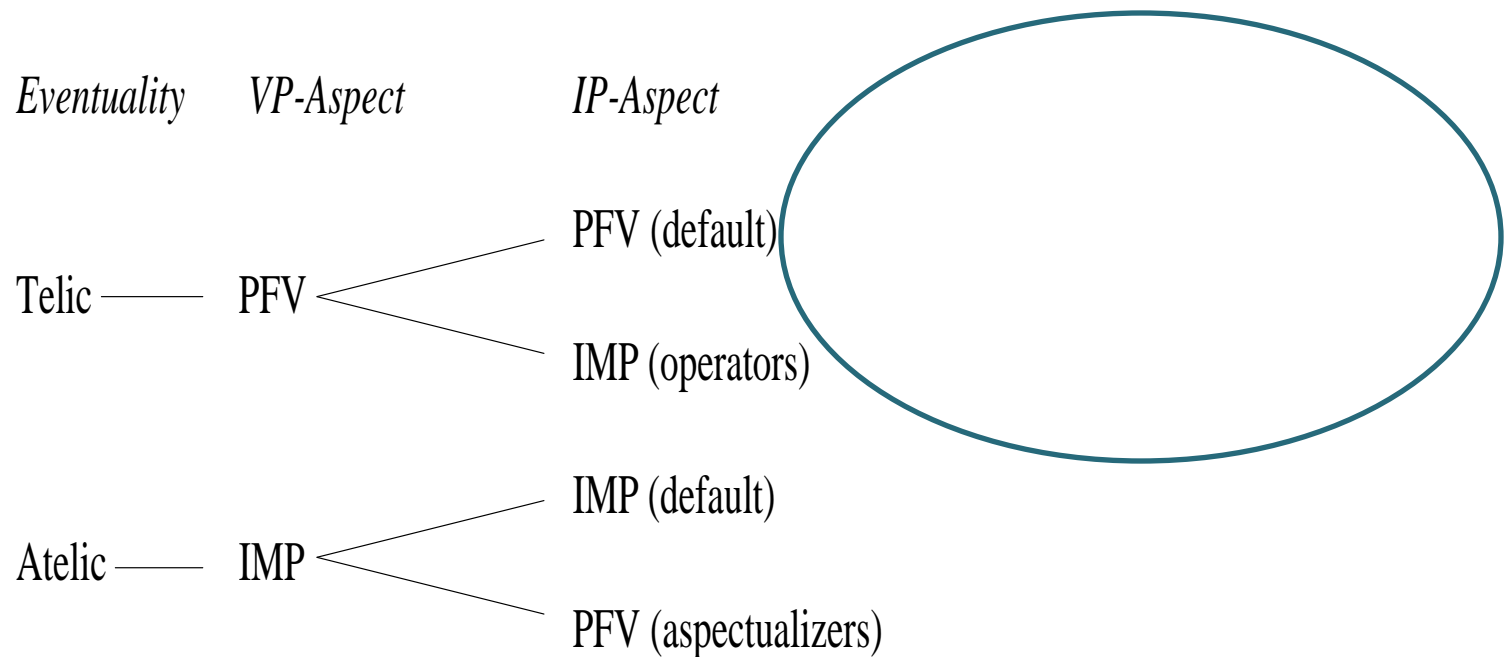 Eventuality VP-Aspect IP-Aspect
PFV (default)
Telic PFV
IMP (operators)
IMP (default)
Atelic IMP
PFV (aspectualizers)